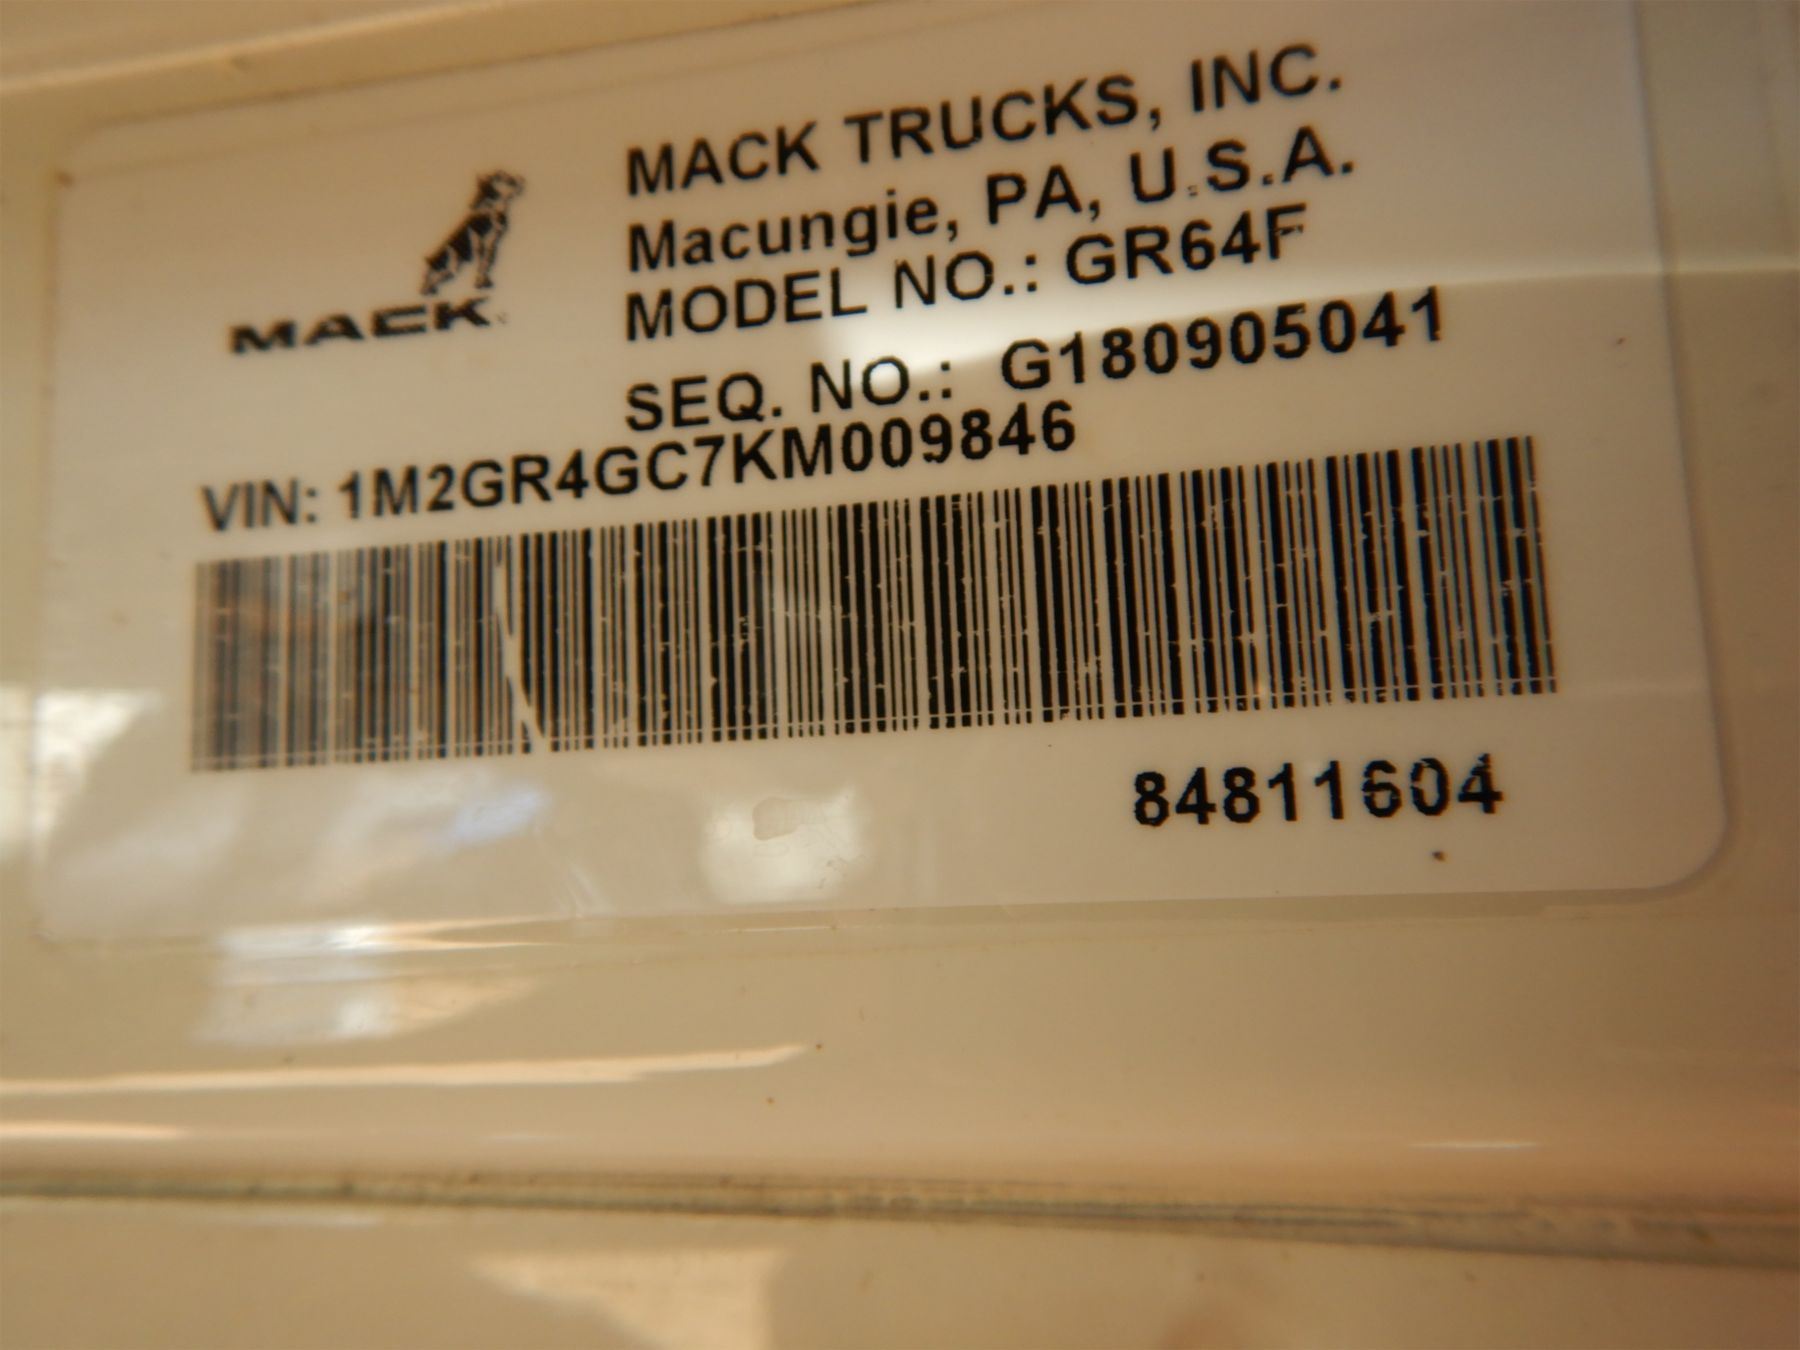 MACK TRUCKS, INC.
Macungie, PA, U.S.A.
MODEL NO.: GR64F
MACK
SEQ. NO.: G180905041
VIN: 1M2GR4GC7KM009846
84811604